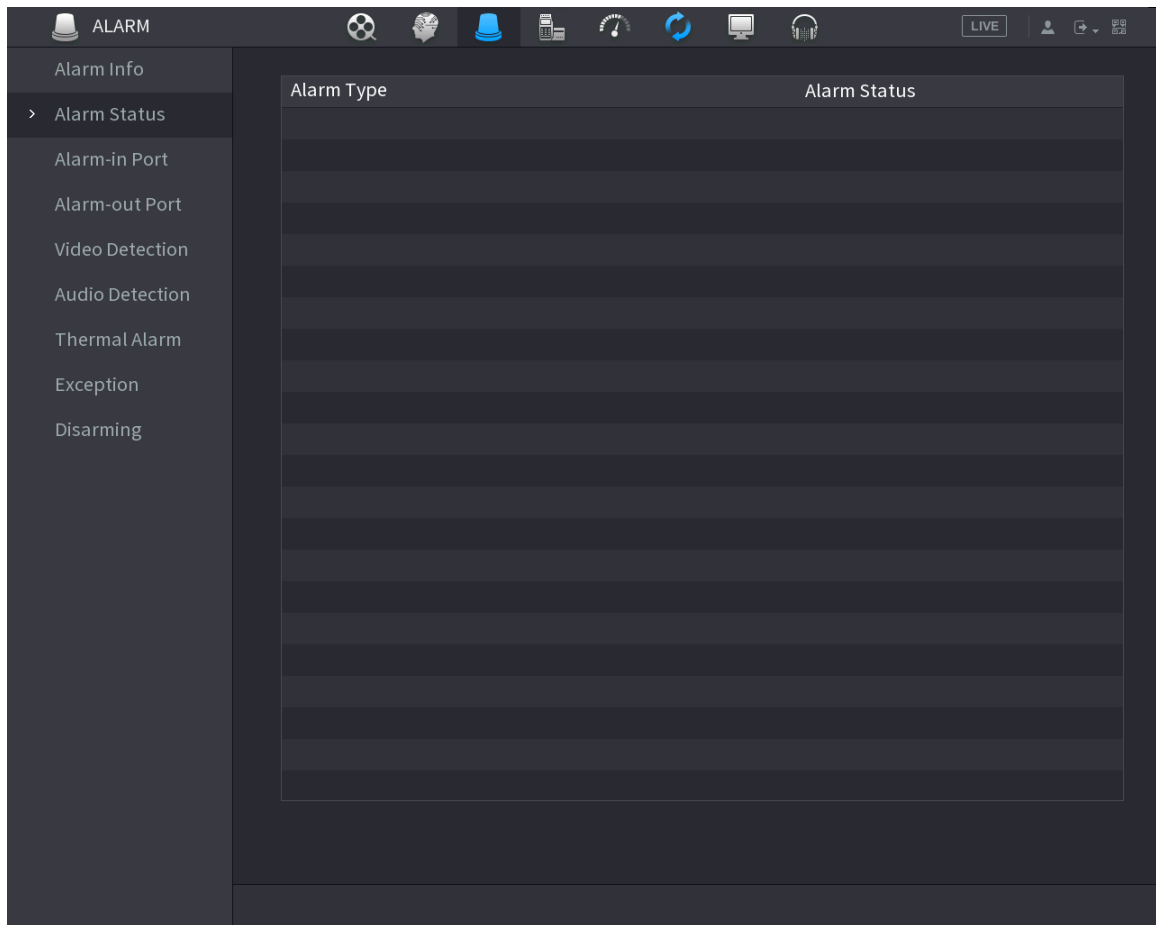 ALARM
LIVE
Alarm Info
Alarm Status
Alarm-in Port
Alarm-out Port
Video Detection
Audio Detection
Thermal Alarm
Exception
Disarming
Alarm Type Alarm Status